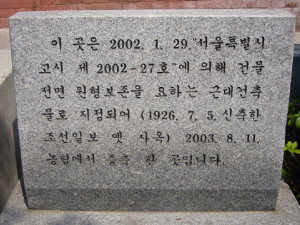 이 곳은 2002. 1. 29."서울특별시
고시 제 2002-27호"에 의해 건물
전면 원형보존을 요하는 근대건축
물로 지정되어 (1926. 7. 5. 신축한
조선일보 옛 사옥) 2003. 8. 11.
농림에서 증축 한 곳입니다.